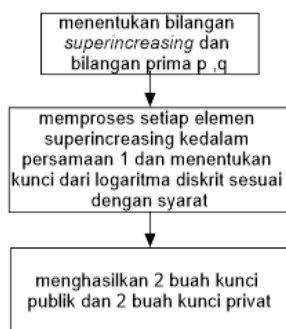 menentukan bilangan
superincreasing dan
bilangan prima p ,q
memproses setiap elemen
superincreasing kedalam
persamaan 1 dan menentukan
kunci dari logaritma diskrit sesuai
dengan syarat
menghasilkan 2 buah kunci
publik dan 2 buah kunci privat